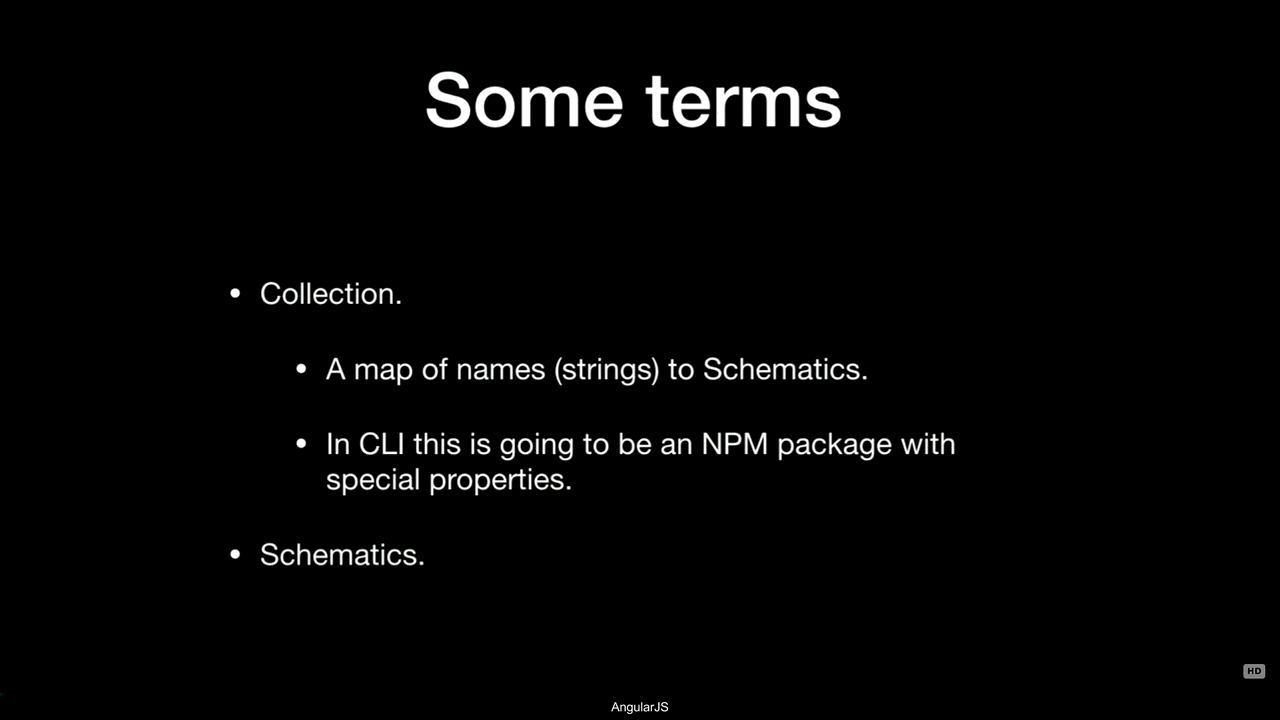 Some terms
• Collection.
• A map of names (strings) to Schematics.
• In CLI this is going to be an NPM package with
special properties.
• Schematics.
HD
AngularJS